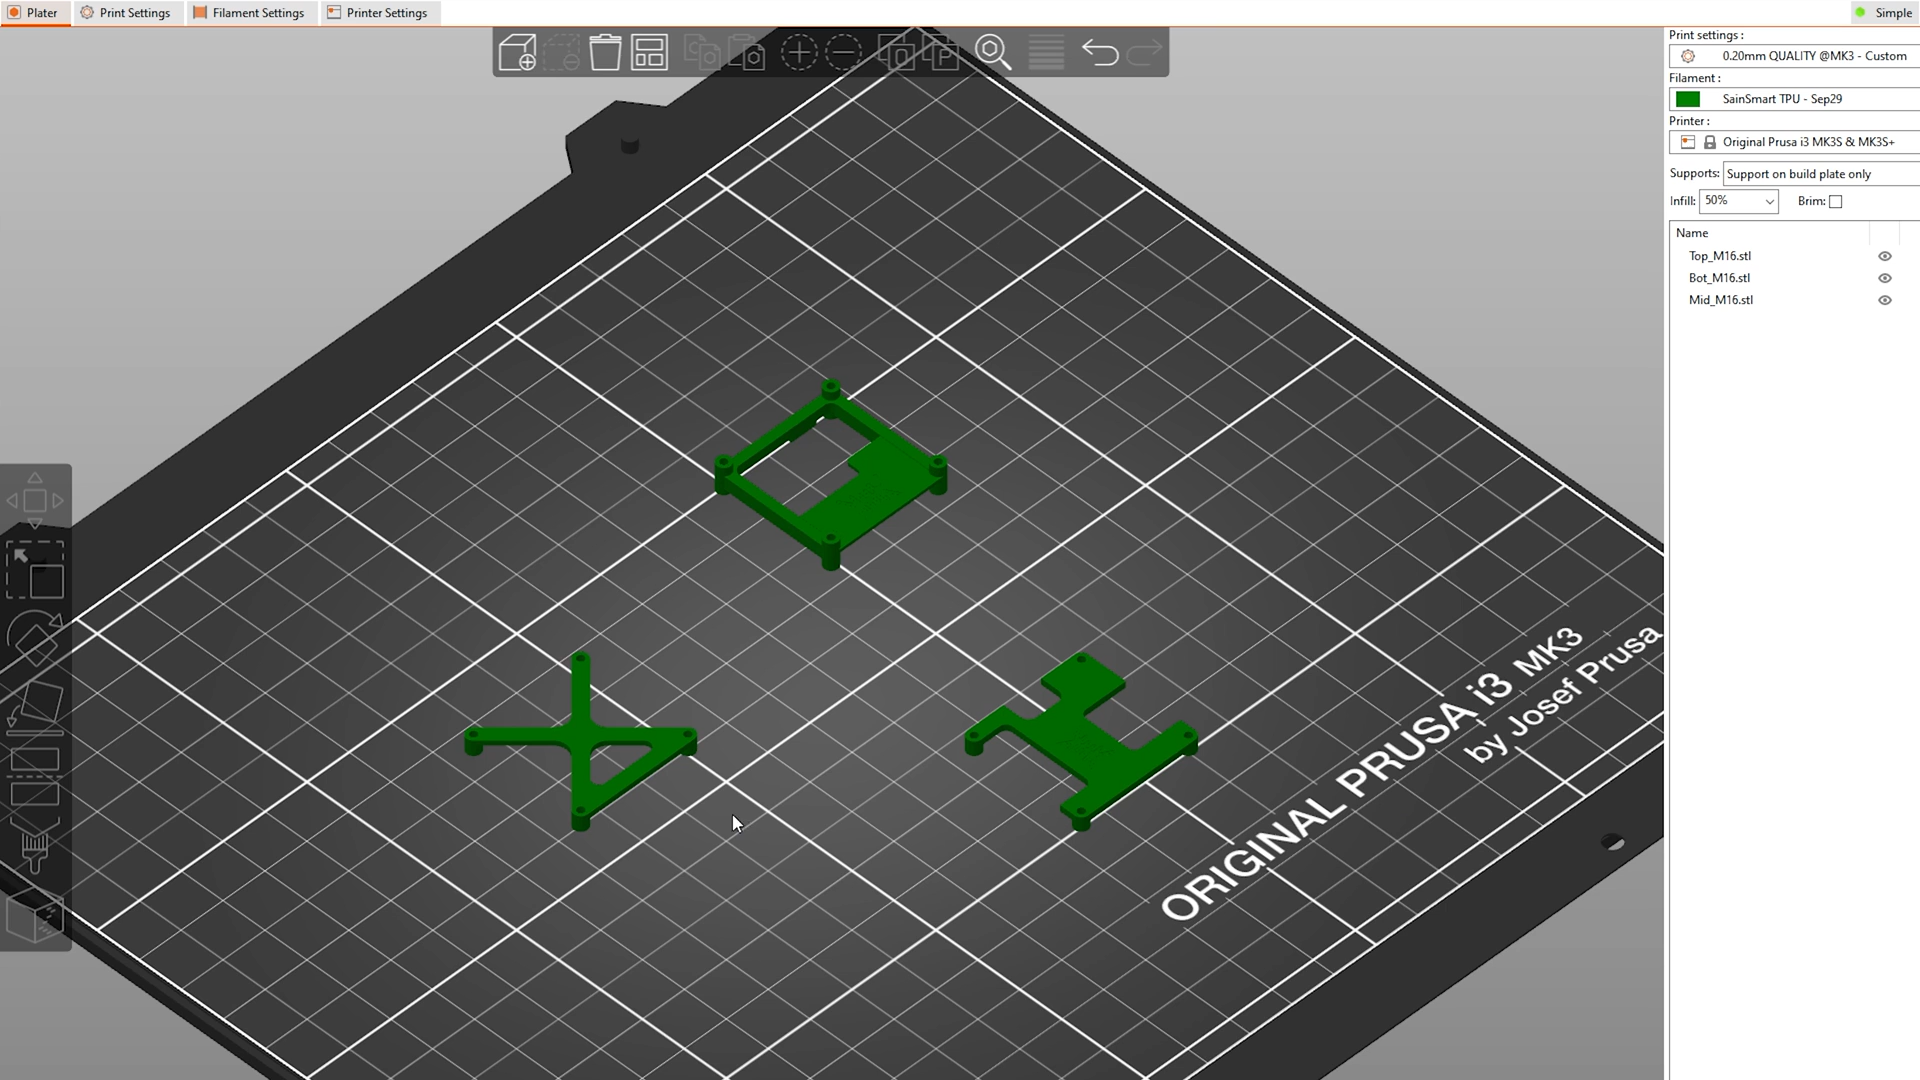 Plater
Print Settings
Filament Settings
Printer Settings
Simple
Print settings :
0.20mm QUALITY @MK3 - Custom
Filament :
SainSmart TPU - Sep29
Printer :
Original Prusa i3 MK3S & MK3S+
Supports: Support on build plate only
Infill: 50% Brim:
Name
Top_M16.stl
Bot_M16.stl
Mid_M16.stl
ORIGINAL PRUSA i3 MK3
by Josef Prusa